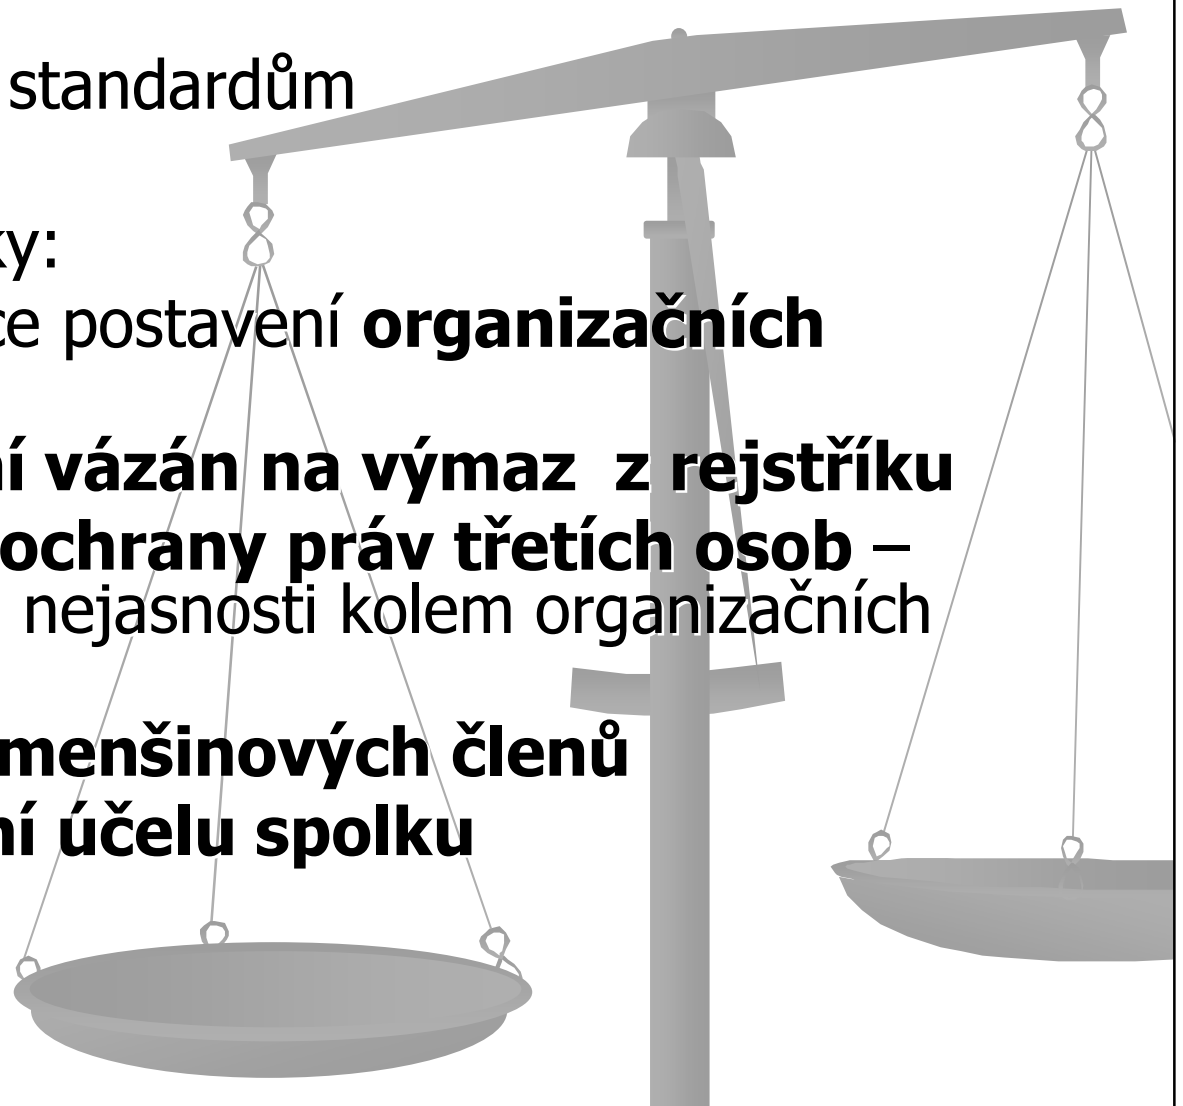 standardům
ky:
ce postavení organizačních
ní vázán na výmaz z rejstříku
ochrany práv třetích osob –
nejasnosti kolem organizačních
menšinových členů
ní účelu spolku